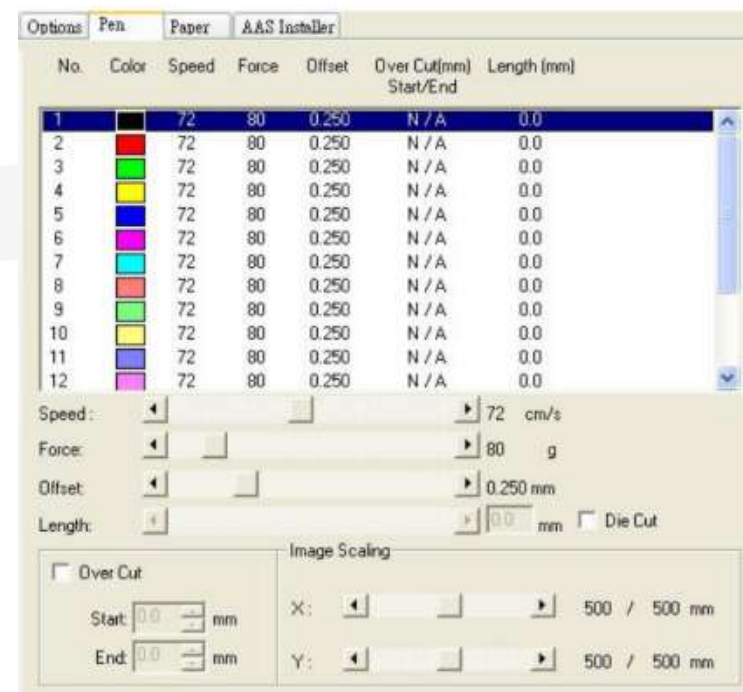 Options Pen Paper AAS Installer
No. Color Speed Force Offset Over Cut(mm) Length (mm)
Start/End
1 72 80 0.250 N / A 0.0
2 72 80 0.250 N / A 0.0
3 72 80 0.250 N / A 0.0
4 72 80 0.250 N / A 0.0
5 72 80 0.250 N / A 0.0
6 72 80 0.250 N / A 0.0
7 72 80 0.250 N / A 0.0
8 72 80 0.250 N / A 0.0
9 72 80 0.250 N / A 0.0
10 72 80 0.250 N / A 0.0
11 72 80 0.250 N / A 0.0
12 72 80 0.250 N / A 0.0
Speed : 72 cm/s
Force: 80 g
Offset: 0.250 mm
Length: 0.0 mm Die Cut
Over Cut
Start: 0.0 mm
End: 0.0 mm
Image Scaling
X: 500 / 500 mm
Y: 500 / 500 mm